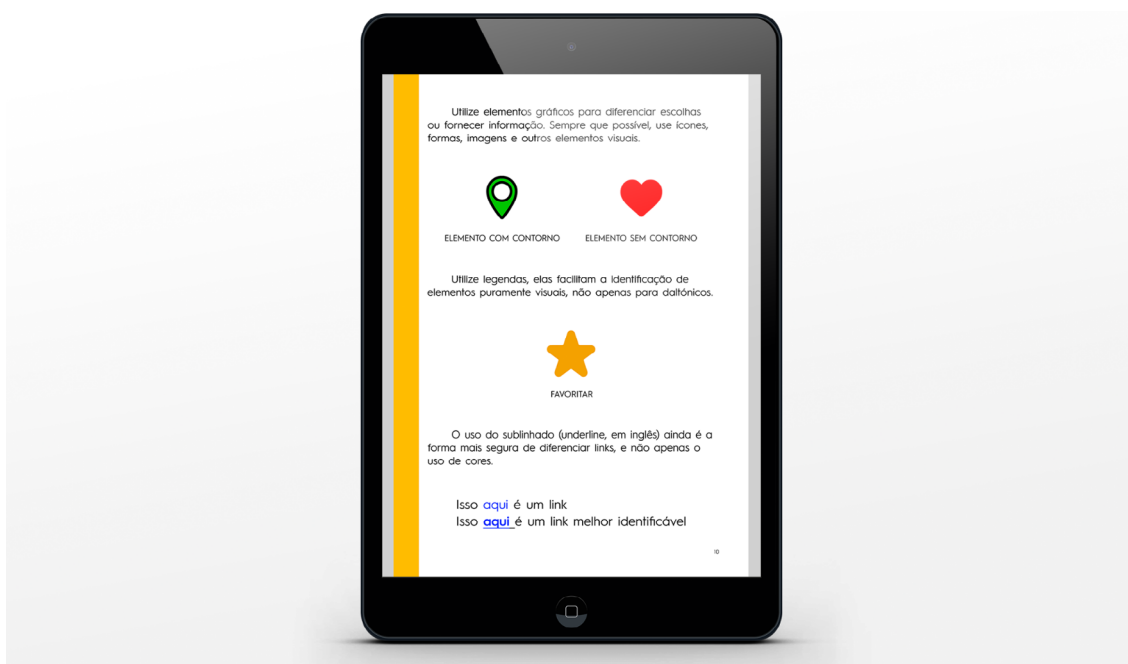 Utilize elementos gráficos para diferenciar escolhas
ou fornecer informação. Sempre que possível, use ícones,
formas, imagens e outros elementos visuais.
ELEMENTO COM CONTORNO ELEMENTO SEM CONTORNO
Utilize legendas, elas facilitam a identificação de
elementos puramente visuais, não apenas para daltónicos.
FAVORITAR
O uso do sublinhado (underline, em inglês) ainda é a
forma mais segura de diferenciar links, e não apenas o
uso de cores.
Isso aqui é um link
Isso aqui é um link melhor identificável
10